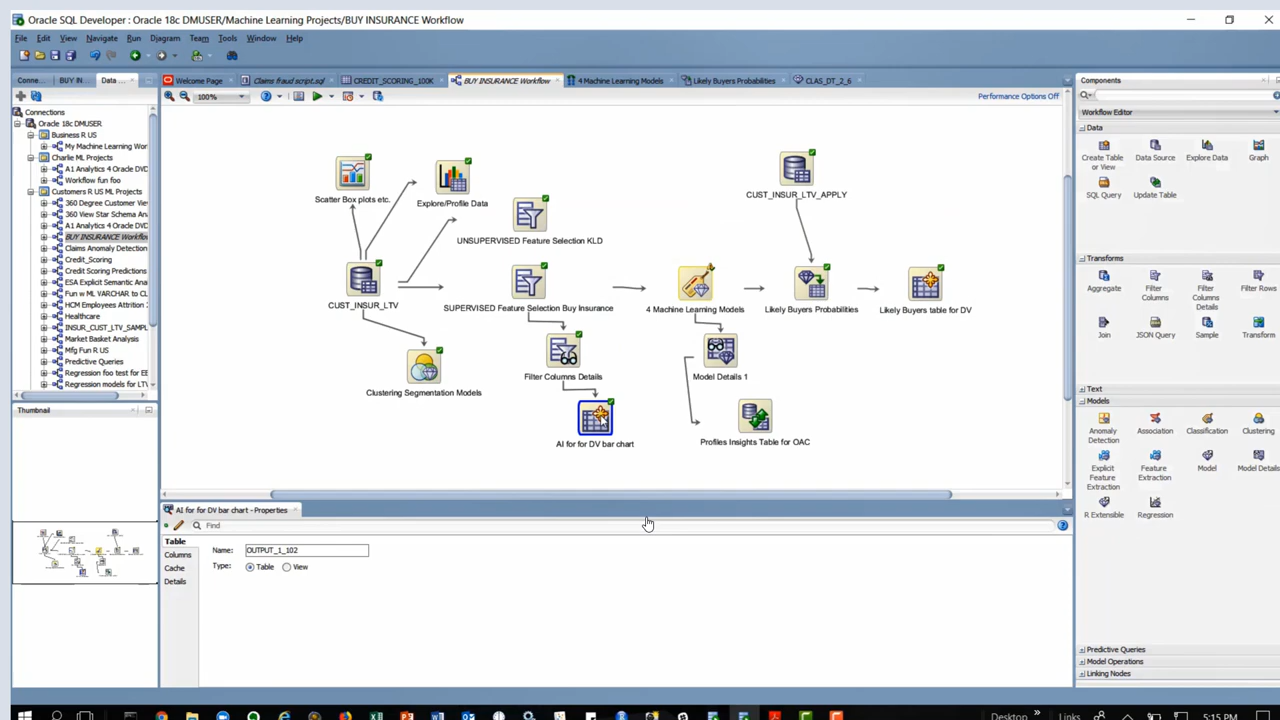 Oracle SQL Developer : Oracle 18c DMUSER/Machine Learning Projects/BUY INSURANCE Workflow
File Edit View Navigate Run Diagram Team Tools Window Help
Conne... BUY IN... Data ... Welcome Page Claims fraud script.sql CREDIT_SCORING_100K BUY INSURANCE Workflow 4 Machine Learning Models Likely Buyers Probabilities CLAS_DT_2_6
100% Performance Options Off
Connections
Oracle 18c DMUSER
Business R US
My Machine Learning Wor
Charlie ML Projects
A1 Analytics 4 Oracle DVD
Workflow fun foo
Customers R US ML Projects
360 Degree Customer View
360 View Star Schema An
A1 Analytics 4 Oracle DVD
BUY INSURANCE Workflo
Claims Anomaly Detection
Credit_Scoring
Credit Scoring Predictions
ESA Explicit Semantic Ana
Fun w ML VARCHAR to CL
HCM Employees Attrition
Healthcare
INSUR_CUST_LTV_SAMPL
Market Basket Analysis
Mfg Fun R US
Predictive Queries
Regression foo test for EE
Regression models for LT
Thumbnail
Scatter Box plots etc.
Explore/Profile Data
UNSUPERVISED Feature Selection KLD
CUST_INSUR_LTV_APPLY
CUST_INSUR_LTV
SUPERVISED Feature Selection Buy Insurance
4 Machine Learning Models
Likely Buyers Probabilities
Likely Buyers table for DV
Clustering Segmentation Models
Filter Columns Details
Model Details 1
AI for for DV bar chart
Profiles Insights Table for OAC
AI for for DV bar chart - Properties
Find
Table
Columns
Cache
Details
Name: OUTPUT_1_102
Type: Table View
Components
Workflow Editor
Data
Create Table or View
Data Source
Explore Data
Graph
SQL Query
Update Table
Transforms
Aggregate
Filter Columns
Filter Columns Details
Filter Rows
Join
JSON Query
Sample
Transform
Text
Models
Anomaly Detection
Association
Classification
Clustering
Explicit Feature Extraction
Feature Extraction
Model
Model Details
R Extensible
Regression
Predictive Queries
Model Operations
Linking Nodes
Desktop » Links 5:15 PM